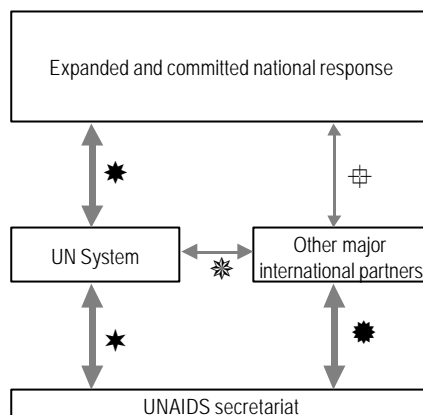 Expanded and committed national response
UN System
Other major
international partners
UNAIDS secretariat